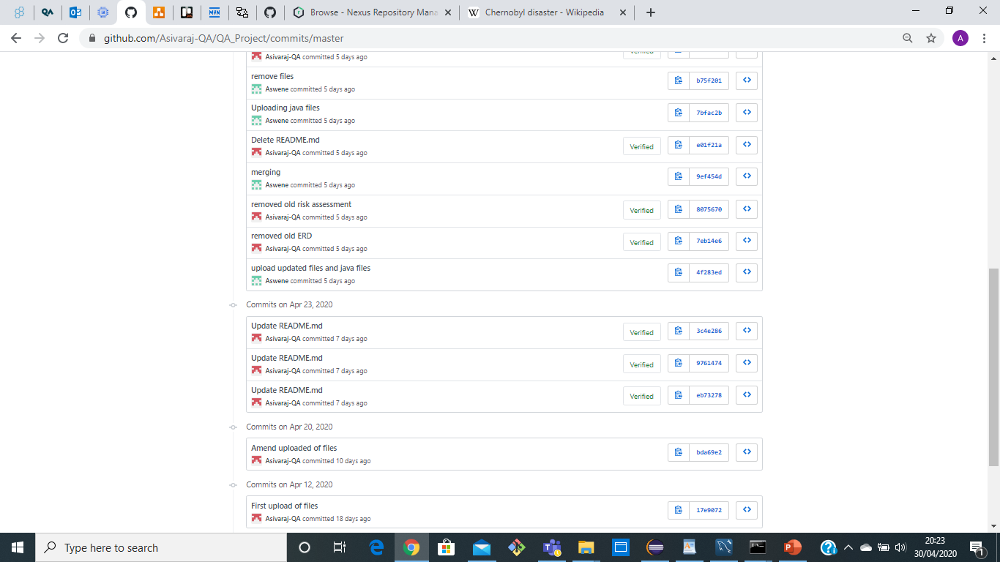 QA
MVN
Browse - Nexus Repository Mana
W Chernobyl disaster - Wikipedia
github.com/Asivaraj-QA/QA_Project/commits/master
A
Asivaraj-QA committed 5 days ago
Verified
remove files
Aswene committed 5 days ago
b75f201
Uploading java files
Aswene committed 5 days ago
7bfac2b
Delete README.md
Asivaraj-QA committed 5 days ago
Verified
e01f21a
merging
Aswene committed 5 days ago
9ef454d
removed old risk assessment
Asivaraj-QA committed 5 days ago
Verified
8075670
removed old ERD
Asivaraj-QA committed 5 days ago
Verified
7eb14e6
upload updated files and java files
Aswene committed 5 days ago
4f283ed
Commits on Apr 23, 2020
Update README.md
Asivaraj-QA committed 7 days ago
Verified
3c4e286
Update README.md
Asivaraj-QA committed 7 days ago
Verified
9761474
Update README.md
Asivaraj-QA committed 7 days ago
Verified
eb73278
Commits on Apr 20, 2020
Amend uploaded of files
Asivaraj-QA committed 10 days ago
bda69e2
Commits on Apr 12, 2020
First upload of files
Asivaraj-QA committed 18 days ago
17e9072
Type here to search
20:23
30/04/2020
1